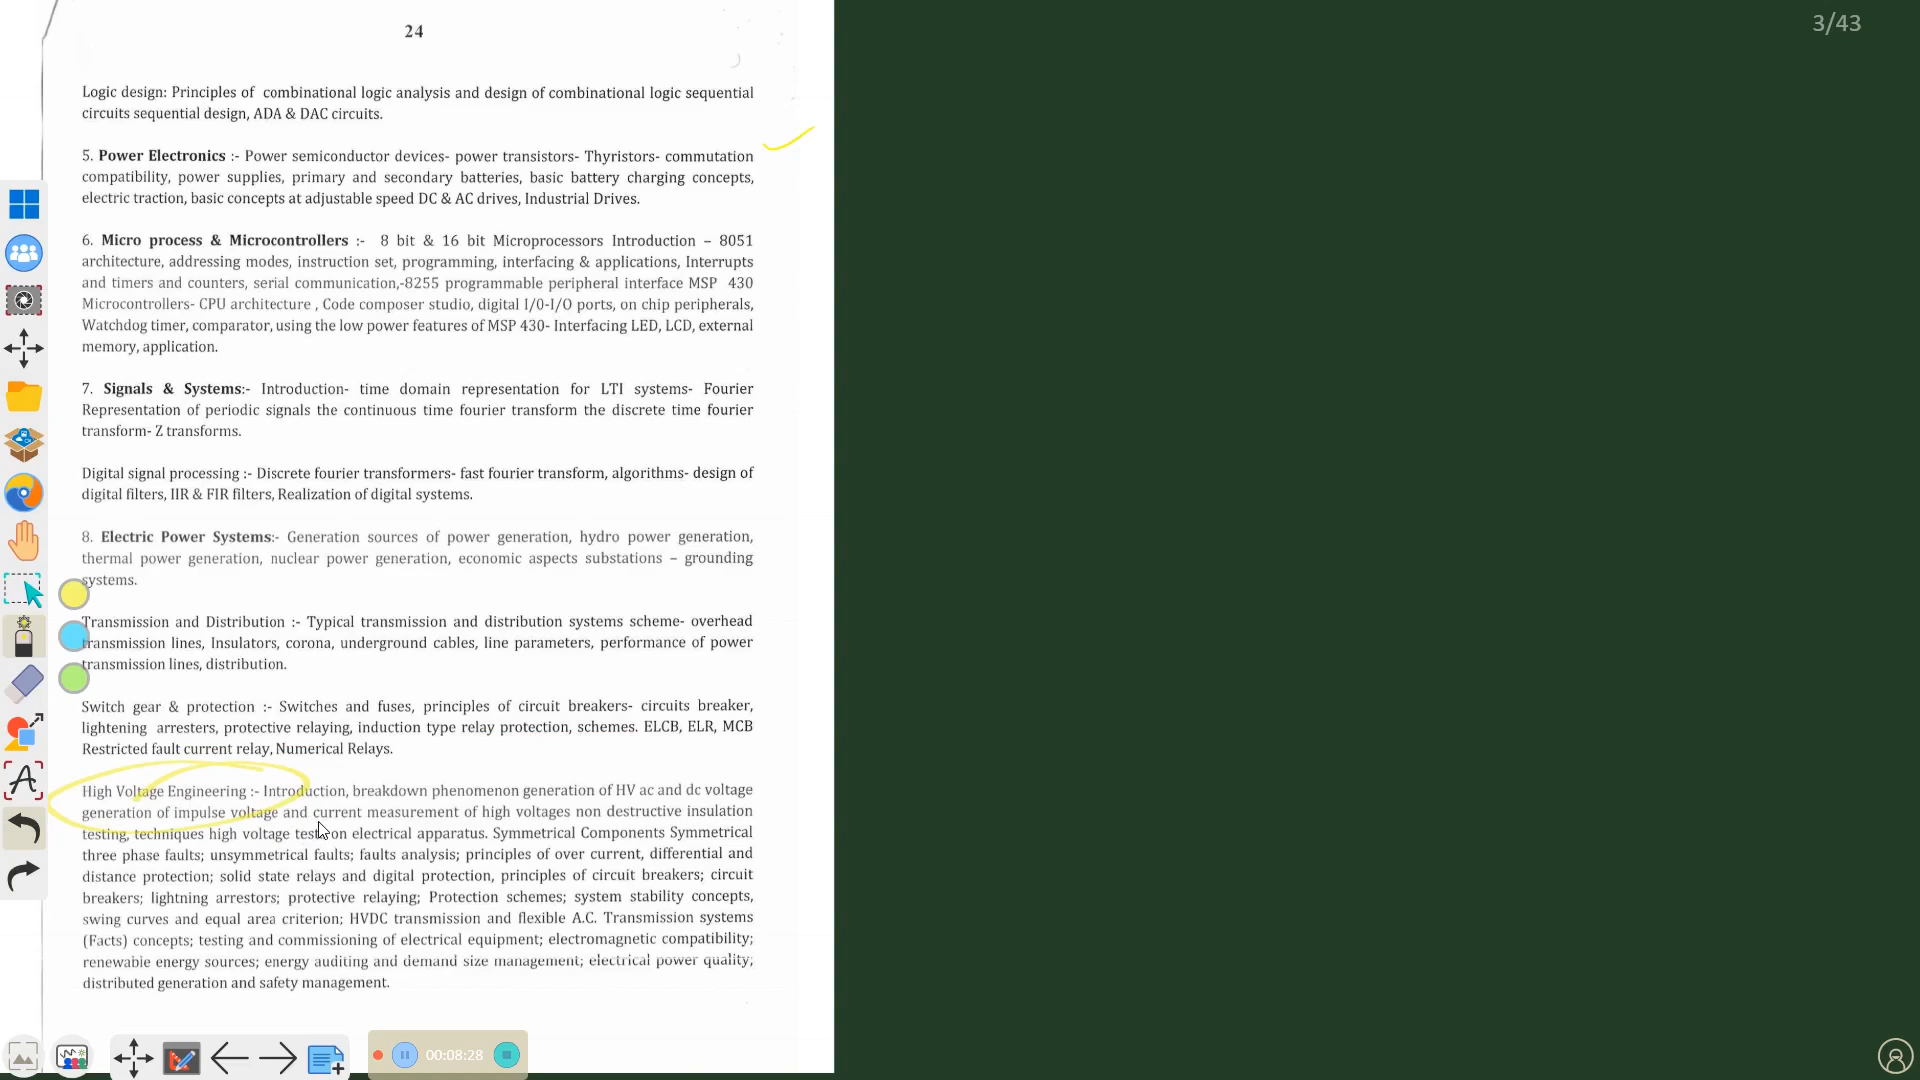 24
3/43
Logic design: Principles of combinational logic analysis and design of combinational logic sequential
circuits sequential design, ADA & DAC circuits.
5. Power Electronics :- Power semiconductor devices- power transistors- Thyristors- commutation
compatibility, power supplies, primary and secondary batteries, basic battery charging concepts,
electric traction, basic concepts at adjustable speed DC & AC drives, Industrial Drives.
6. Micro process & Microcontrollers :- 8 bit & 16 bit Microprocessors Introduction – 8051
architecture, addressing modes, instruction set, programming, interfacing & applications, Interrupts
and timers and counters, serial communication,-8255 programmable peripheral interface MSP 430
Microcontrollers- CPU architecture , Code composer studio, digital I/0-I/O ports, on chip peripherals,
Watchdog timer, comparator, using the low power features of MSP 430- Interfacing LED, LCD, external
memory, application.
7. Signals & Systems:- Introduction- time domain representation for LTI systems- Fourier
Representation of periodic signals the continuous time fourier transform the discrete time fourier
transform- Z transforms.
Digital signal processing :- Discrete fourier transformers- fast fourier transform, algorithms- design of
digital filters, IIR & FIR filters, Realization of digital systems.
8. Electric Power Systems:- Generation sources of power generation, hydro power generation,
thermal power generation, nuclear power generation, economic aspects substations – grounding
systems.
Transmission and Distribution :- Typical transmission and distribution systems scheme- overhead
transmission lines, Insulators, corona, underground cables, line parameters, performance of power
transmission lines, distribution.
Switch gear & protection :- Switches and fuses, principles of circuit breakers- circuits breaker,
lightening arresters, protective relaying, induction type relay protection, schemes. ELCB, ELR, MCB
Restricted fault current relay, Numerical Relays.
High Voltage Engineering :- Introduction, breakdown phenomenon generation of HV ac and dc voltage
generation of impulse voltage and current measurement of high voltages non destructive insulation
testing, techniques high voltage test on electrical apparatus. Symmetrical Components Symmetrical
three phase faults; unsymmetrical faults; faults analysis; principles of over current, differential and
distance protection; solid state relays and digital protection, principles of circuit breakers; circuit
breakers; lightning arrestors; protective relaying; Protection schemes; system stability concepts,
swing curves and equal area criterion; HVDC transmission and flexible A.C. Transmission systems
(Facts) concepts; testing and commissioning of electrical equipment; electromagnetic compatibility;
renewable energy sources; energy auditing and demand size management; electrical power quality;
distributed generation and safety management.
00:08:28